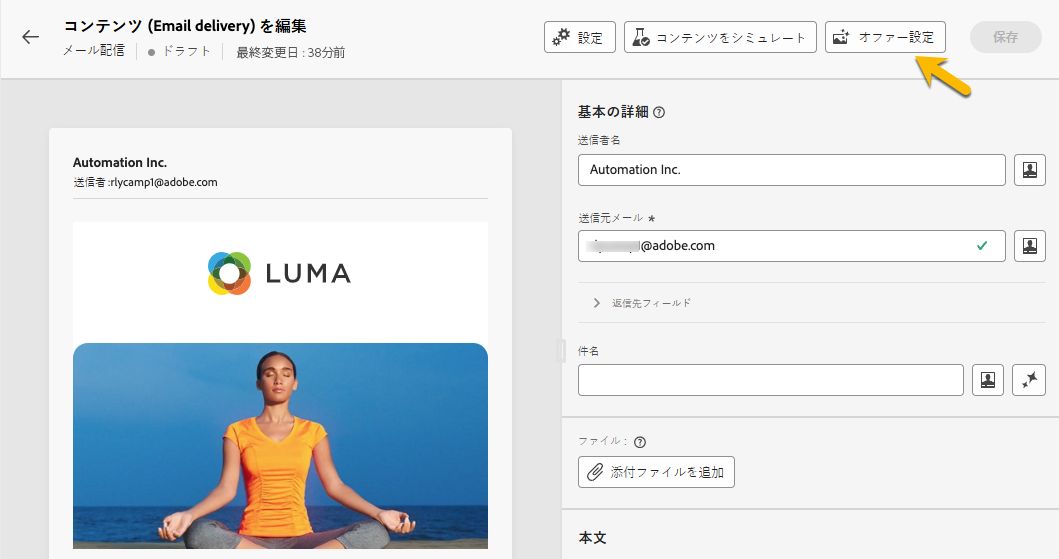 コンテンツ (Email delivery) を編集
メール配信 ドラフト 最終変更日 : 38分前
設定
コンテンツをシミュレート
オファー設定
保存
Automation Inc.
送信者 :rlycamp1@adobe.com
LUMA
基本の詳細
送信者名
Automation Inc.
送信元メール *
@adobe.com
返信先フィールド
件名
ファイル :
添付ファイルを追加
本文